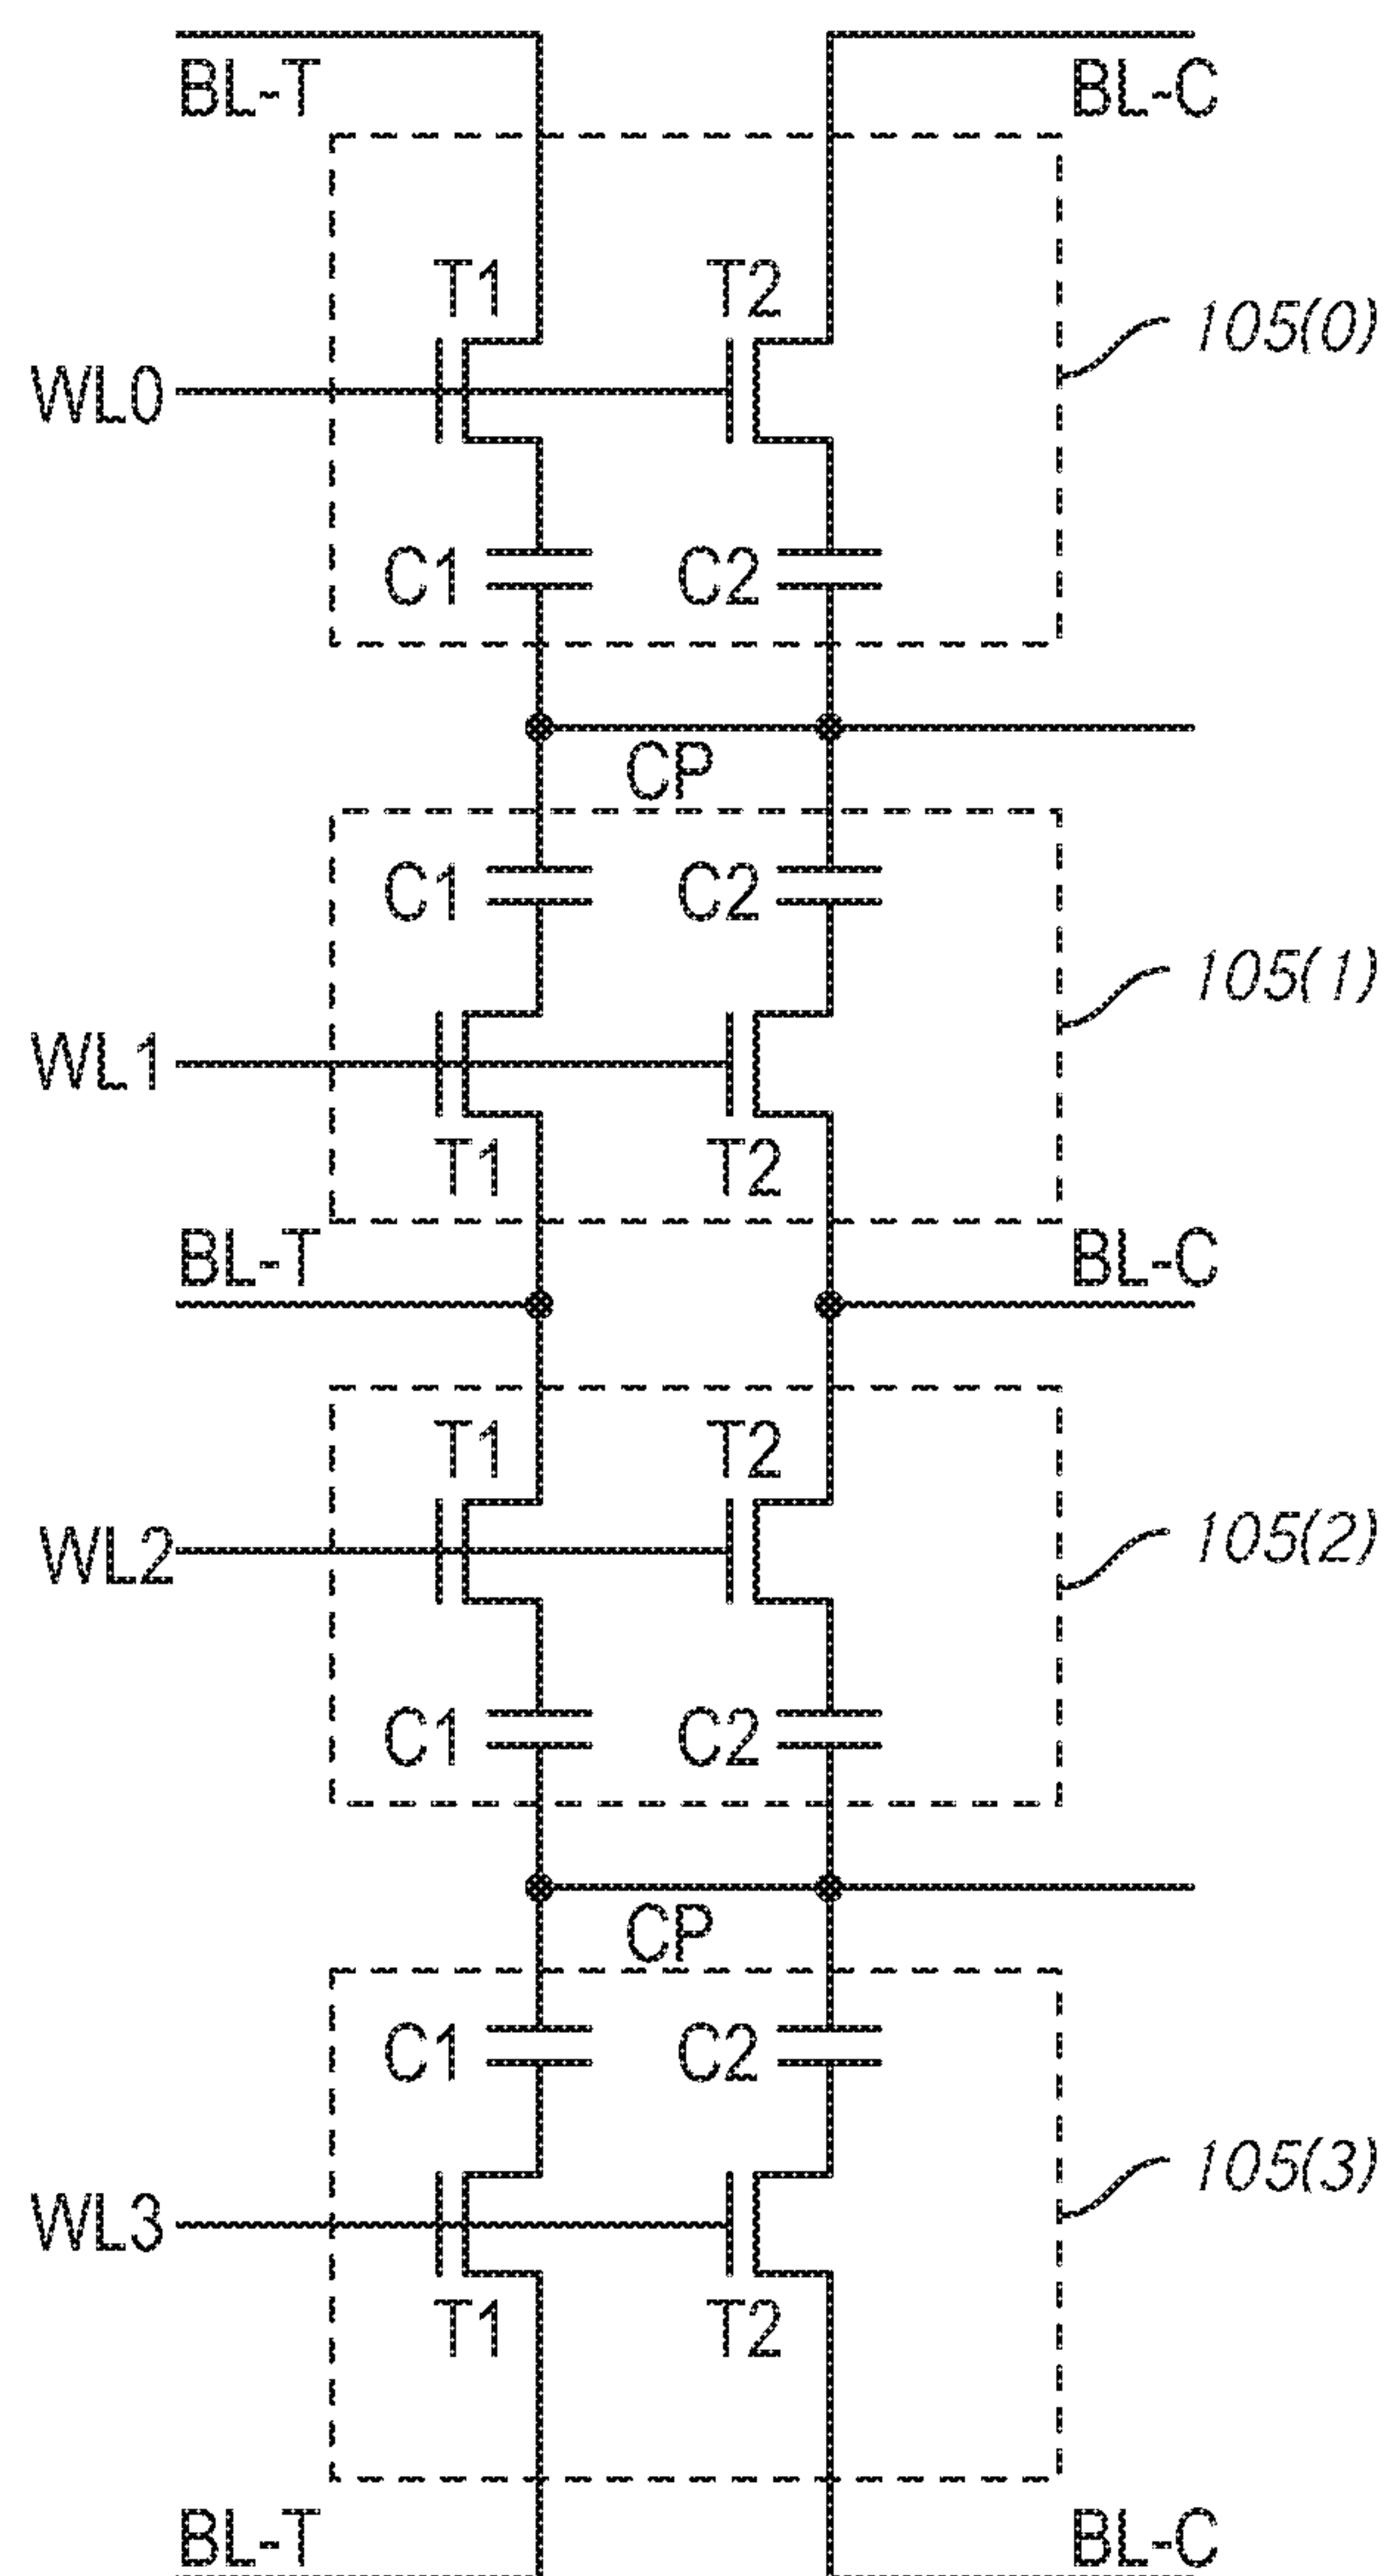 BL-T BL-C
T1 T2
105(0)
WL0
C1 C2
CP
C1 C2
105(1)
WL1
T1 T2
BL-T BL-C
T1 T2
105(2)
WL2
C1 C2
CP
C1 C2
105(3)
WL3
T1 T2
BL-T BL-C